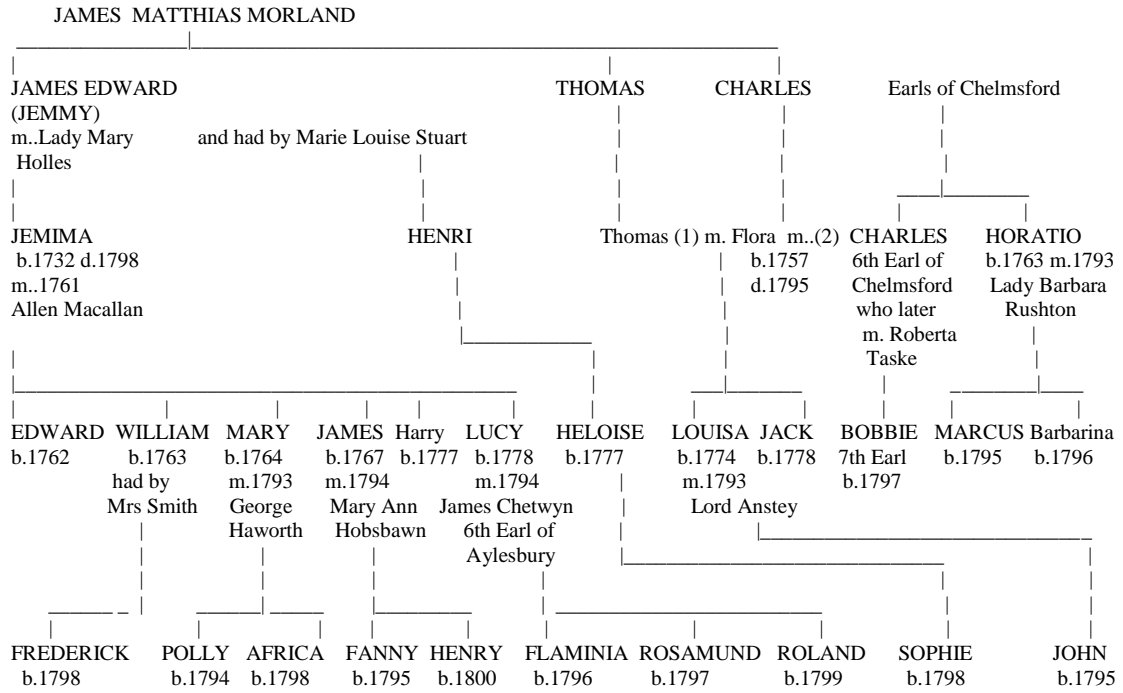 JAMES MATTHIAS MORLAND
JAMES EDWARD THOMAS CHARLES Earls of Chelmsford
(JEMMY)
m..Lady Mary and had by Marie Louise Stuart
Holles
JEMIMA HENRI Thomas (1) m. Flora m..(2) CHARLES HORATIO
b.1732 d.1798 b.1757 6th Earl of b.1763 m.1793
m..1761 d.1795 Chelmsford Lady Barbara
Allen Macallan who later Rushton
m. Roberta
Taske
EDWARD WILLIAM MARY JAMES Harry LUCY HELOISE LOUISA JACK BOBBIE MARCUS Barbarina
b.1762 b.1763 b.1764 b.1767 b.1777 b.1778 b.1777 b.1774 b.1778 7th Earl b.1795 b.1796
had by m.1793 m.1794 m.1794 m.1793 b.1797
Mrs Smith George Mary Ann James Chetwyn Lord Anstey
Haworth Hobsbawn 6th Earl of
Aylesbury
FREDERICK POLLY AFRICA FANNY HENRY FLAMINIA ROSAMUND ROLAND SOPHIE JOHN
b.1798 b.1794 b.1798 b.1795 b.1800 b.1796 b.1797 b.1799 b.1798 b.1795